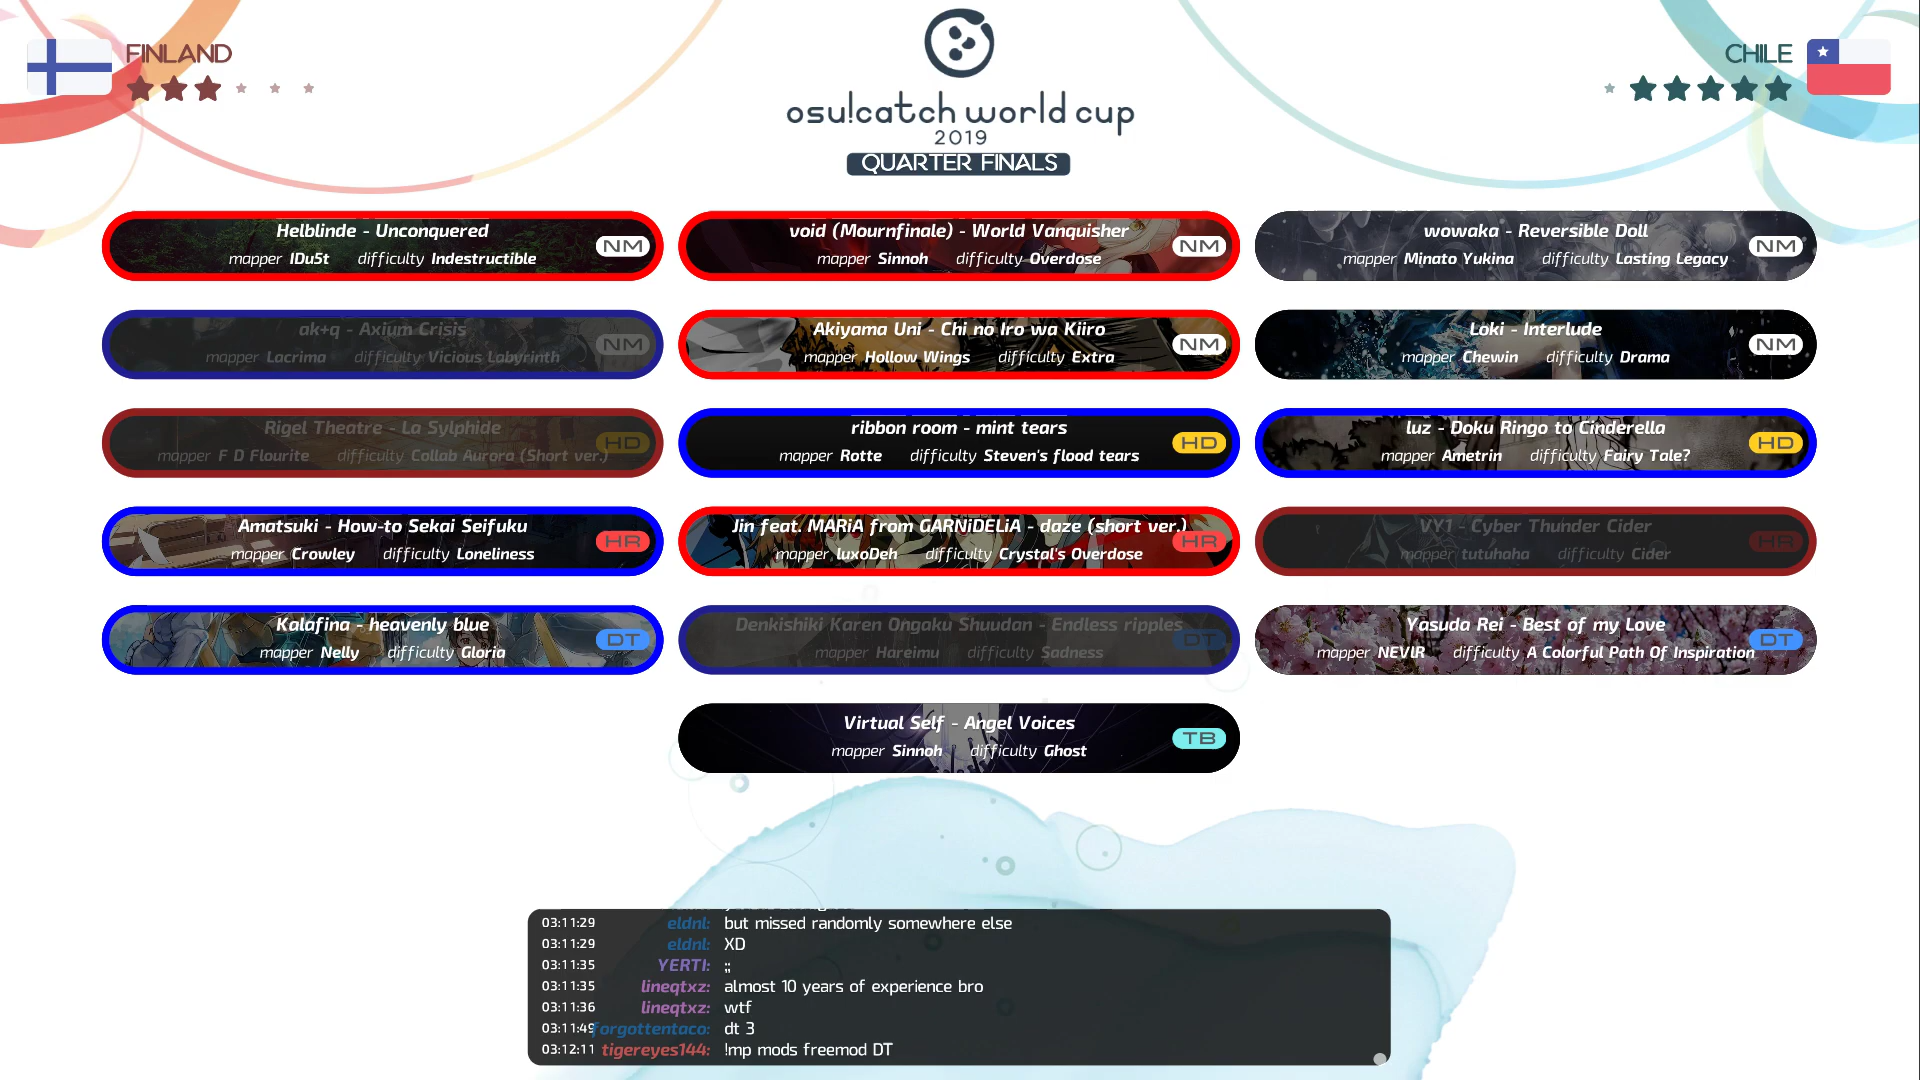 FINLAND
CHILE
osu!catch world cup
2019
QUARTER FINALS
Helblinde - Unconquered
mapper IDu5t difficulty Indestructible
NM
void (Mournfinale) - World Vanquisher
mapper Sinnoh difficulty Overdose
NM
wowaka - Reversible Doll
mapper Minato Yukina difficulty Lasting Legacy
NM
ak+q - Axium Crisis
mapper Lacrima difficulty Vicious Labyrinth
NM
Akiyama Uni - Chi no Iro wa Kiiro
mapper Hollow Wings difficulty Extra
NM
Loki - Interlude
mapper Chewin difficulty Drama
NM
Rigel Theatre - La Sylphide
mapper F D Flourite difficulty Collab Aurora (Short ver.)
HD
ribbon room - mint tears
mapper Rotte difficulty Steven's flood tears
HD
luz - Doku Ringo to Cinderella
mapper Ametrin difficulty Fairy Tale?
HD
Amatsuki - How-to Sekai Seifuku
mapper Crowley difficulty Loneliness
HR
Jin feat. MARiA from GARNiDELiA - daze (short ver.)
mapper luxoDeh difficulty Crystal's Overdose
HR
VY1 - Cyber Thunder Cider
mapper tutuhaha difficulty Cider
HR
Kalafina - heavenly blue
mapper Nelly difficulty Gloria
DT
Denkishiki Karen Ongaku Shuudan - Endless ripples
mapper Hareimu difficulty Sadness
DT
Yasuda Rei - Best of my Love
mapper NEVIR difficulty A Colorful Path Of Inspiration
DT
Virtual Self - Angel Voices
mapper Sinnoh difficulty Ghost
TB
03:11:29 eldnl: but missed randomly somewhere else
03:11:29 eldnl: XD
03:11:35 YERTI: ;;
03:11:35 lineqtxz: almost 10 years of experience bro
03:11:36 lineqtxz: wtf
03:11:49 forgottentaco: dt 3
03:12:11 tigereyes144: !mp mods freemod DT